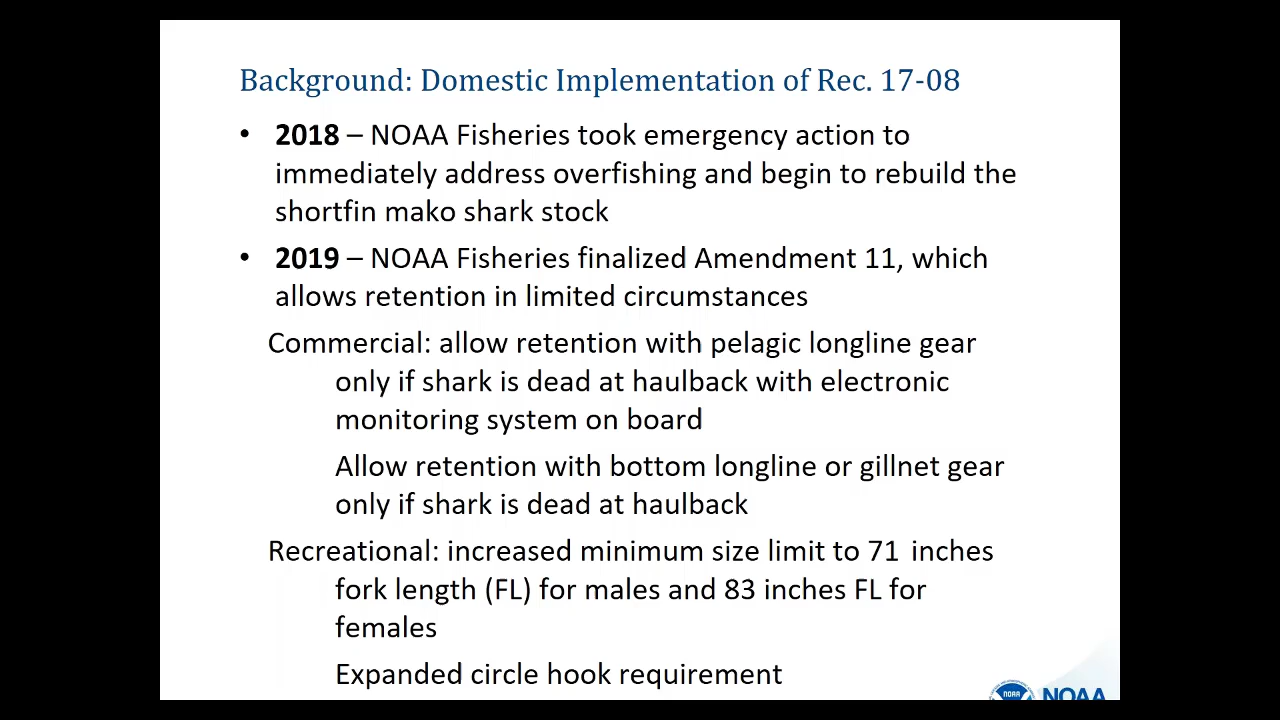 Background: Domestic Implementation of Rec. 17-08
• 2018 – NOAA Fisheries took emergency action to
immediately address overfishing and begin to rebuild the
shortfin mako shark stock
• 2019 – NOAA Fisheries finalized Amendment 11, which
allows retention in limited circumstances
Commercial: allow retention with pelagic longline gear
only if shark is dead at haulback with electronic
monitoring system on board
Allow retention with bottom longline or gillnet gear
only if shark is dead at haulback
Recreational: increased minimum size limit to 71 inches
fork length (FL) for males and 83 inches FL for
females
Expanded circle hook requirement
NOAA NOAA